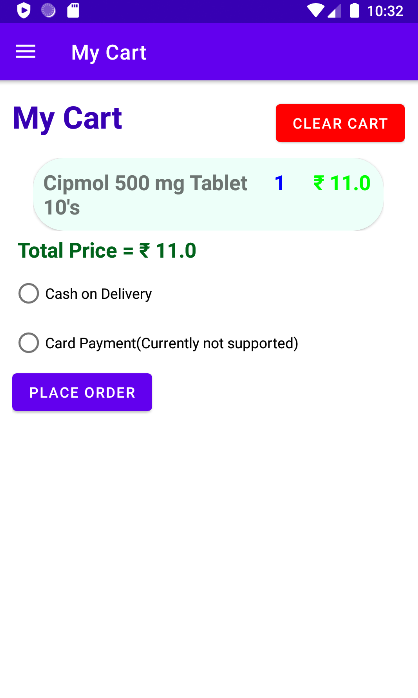 10:32
My Cart
My Cart
CLEAR CART
Cipmol 500 mg Tablet 1 ₹ 11.0
10's
Total Price = ₹ 11.0
Cash on Delivery
Card Payment(Currently not supported)
PLACE ORDER